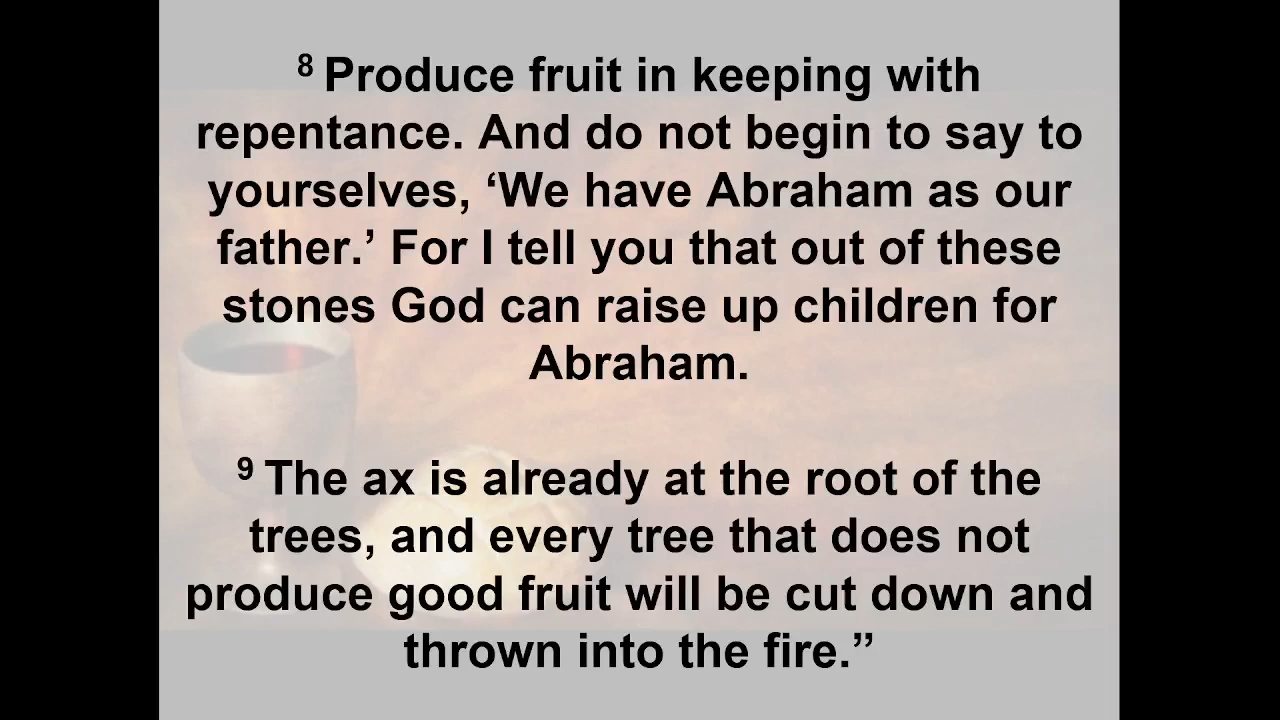 8 Produce fruit in keeping with
repentance. And do not begin to say to
yourselves, ‘We have Abraham as our
father.’ For I tell you that out of these
stones God can raise up children for
Abraham.
9 The ax is already at the root of the
trees, and every tree that does not
produce good fruit will be cut down and
thrown into the fire.”